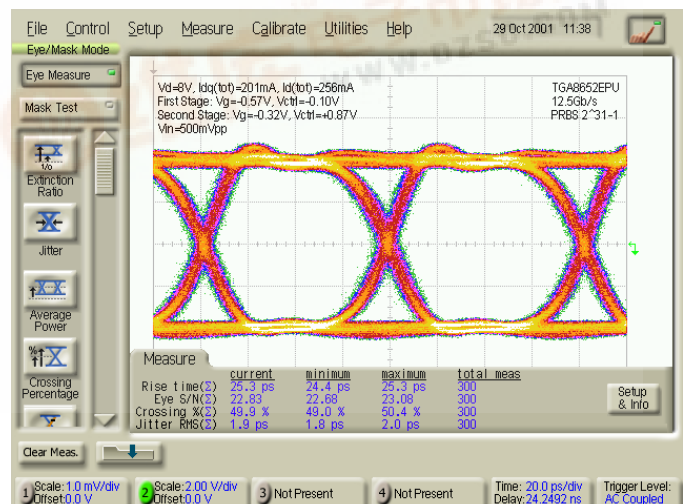 File Control Setup Measure Calibrate Utilities Help 29 Oct 2001 11:38
Eye/Mask Mode
Eye Measure
Mask Test
Extinction
Ratio
Jitter
Average
Power
Crossing
Percentage
Vd=8V, Idq(tot)=201mA, Id(tot)=256mA
First Stage: Vg=-0.57V, Vctrl=-0.10V
Second Stage: Vg=-0.32V, Vctrl=+0.87V
Vin=500mVpp
TGA8652EPU
12.5Gb/s
PRBS 2^31-1
Measure
current minimum maximum total meas
Rise time(Σ) 25.3 ps 24.4 ps 25.3 ps 300
Eye S/N(Σ) 22.83 22.68 23.08 300
Crossing %(Σ) 49.9 % 49.0 % 50.4 % 300
Jitter RMS(Σ) 1.9 ps 1.8 ps 2.0 ps 300
Setup
& Info
Clear Meas.
1 Scale:1.0 mV/div
Offset:0.0 V
2 Scale:2.00 V/div
Offset:0.0 V
3 Not Present
4 Not Present
Time: 20.0 ps/div
Delay:24.2492 ns
Trigger Level:
AC Coupled